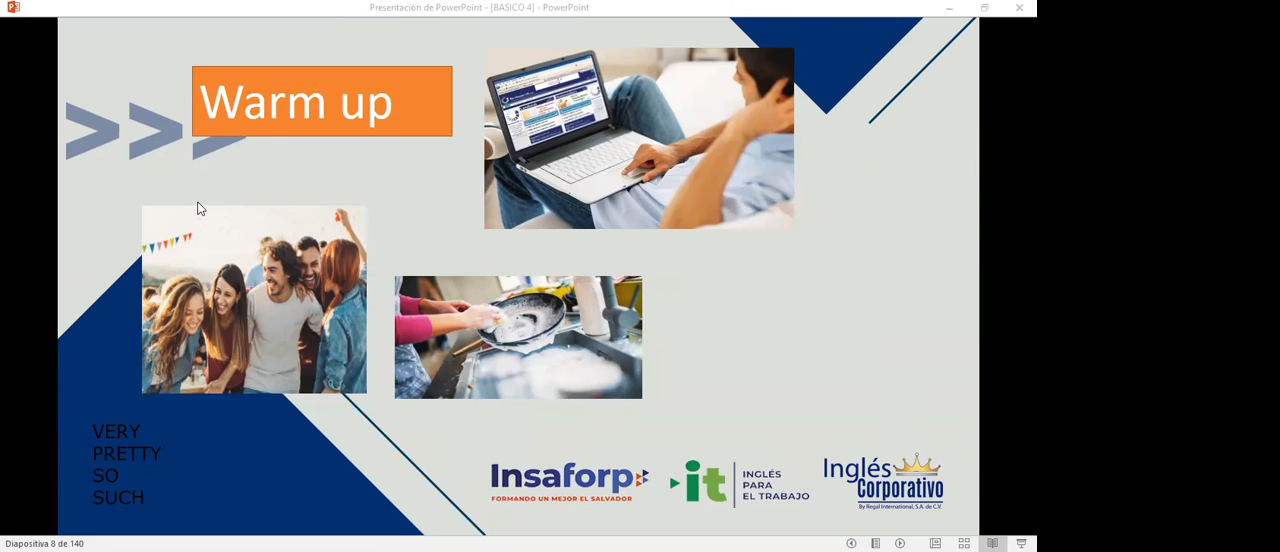 Presentación de PowerPoint - [BASICO 4] - PowerPoint
>>>
Warm up
VERY
PRETTY
SO
SUCH
Insaforp
FORMANDO UN MEJOR EL SALVADOR
it
INGLÉS
PARA
EL TRABAJO
Inglés
Corporativo
By Regal International, S.A. de C.V.
Diapositiva 8 de 140